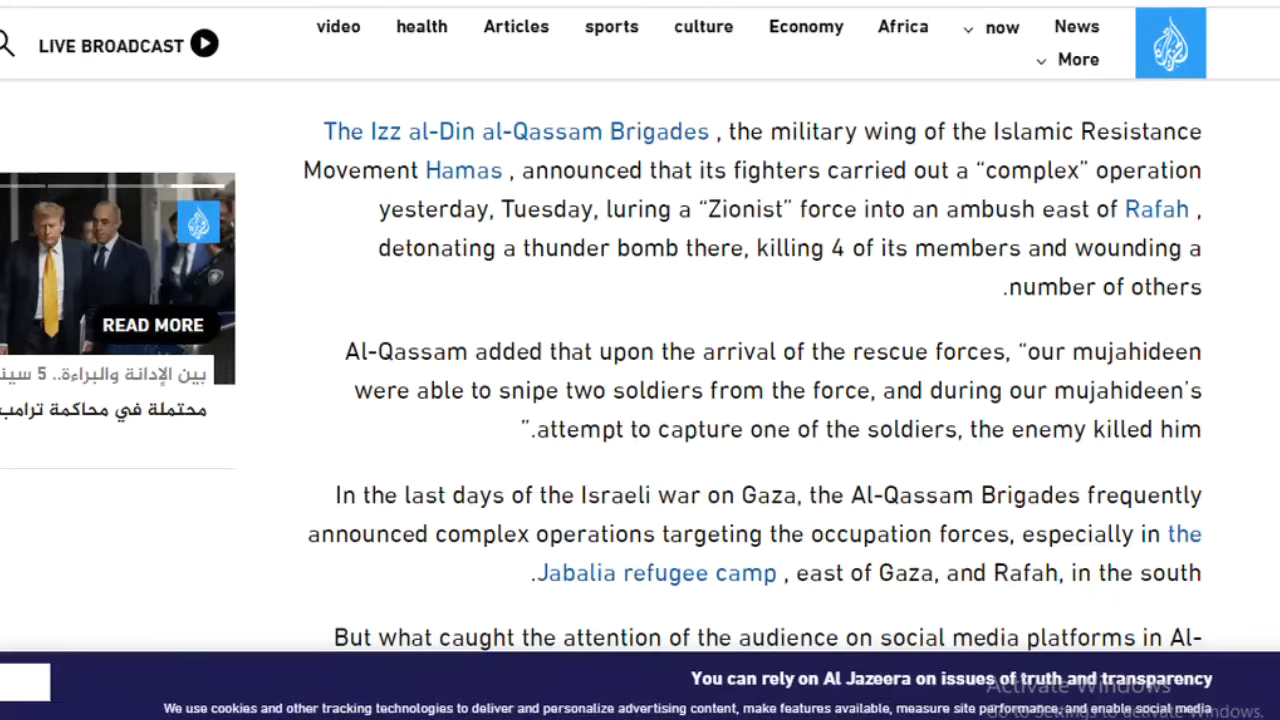 LIVE BROADCAST
video health Articles sports culture Economy Africa now News
More
The Izz al-Din al-Qassam Brigades , the military wing of the Islamic Resistance
Movement Hamas , announced that its fighters carried out a “complex” operation
yesterday, Tuesday, luring a “Zionist” force into an ambush east of Rafah ,
detonating a thunder bomb there, killing 4 of its members and wounding a
.number of others
Al-Qassam added that upon the arrival of the rescue forces, “our mujahideen
were able to snipe two soldiers from the force, and during our mujahideen's
”.attempt to capture one of the soldiers, the enemy killed him
In the last days of the Israeli war on Gaza, the Al-Qassam Brigades frequently
announced complex operations targeting the occupation forces, especially in the
.Jabalia refugee camp , east of Gaza, and Rafah, in the south
But what caught the attention of the audience on social media platforms in Al-
READ MORE
بين الإدانة والبراءة.. 5
محتملة في محاكمة ترامب
You can rely on Al Jazeera on issues of truth and transparency
We use cookies and other tracking technologies to deliver and personalize advertising content, make features available, measure site performance, and enable social media
Activate Windows
Go to Settings to activate Windows.